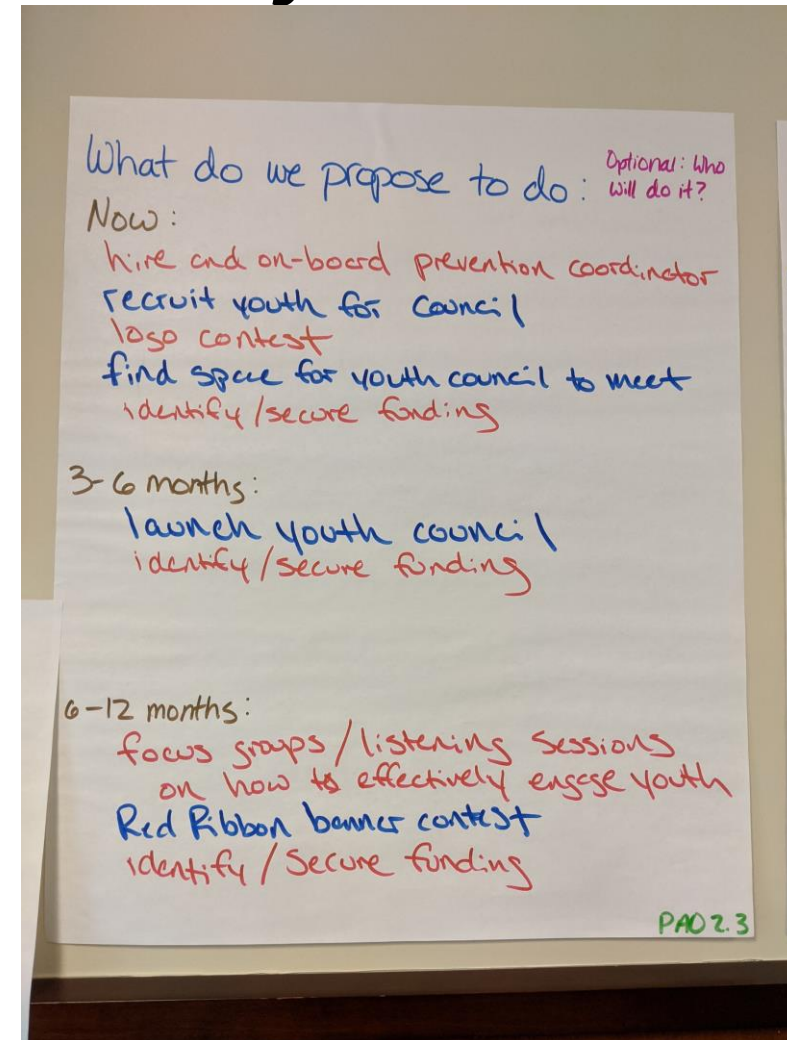 What do we propose to do:
Optional: Who
will do it?
Now:
hire and on-board prevention coordinator
recruit youth for council
logo contest
find space for youth council to meet
identify/secure funding
3-6 months:
launch youth council
identify/secure funding
6-12 months:
focus groups/listening sessions
on how to effectively engage youth
Red Ribbon banner contest
identify/secure funding
PAO 2.3